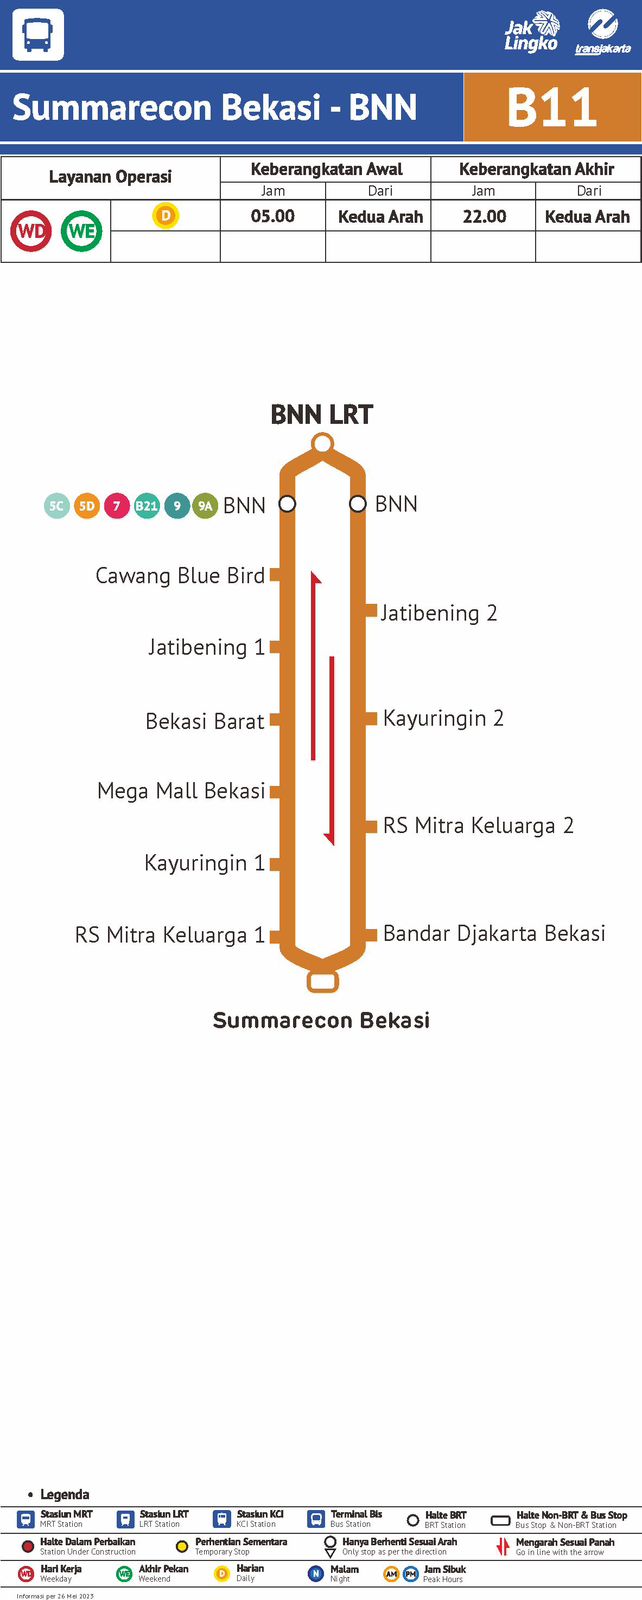 Jak
Lingko
transjakarta
Summarecon Bekasi - BNN
B11
Layanan Operasi
Keberangkatan Awal
Keberangkatan Akhir
Jam
Dari
Jam
Dari
WD
WE
D
05.00
Kedua Arah
22.00
Kedua Arah
BNN LRT
5C 5D 7 B21 9 9A BNN
BNN
Cawang Blue Bird
Jatibening 2
Jatibening 1
Bekasi Barat
Kayuringin 2
Mega Mall Bekasi
RS Mitra Keluarga 2
Kayuringin 1
RS Mitra Keluarga 1
Bandar Djakarta Bekasi
Summarecon Bekasi
• Legenda
Stasiun MRT
MRT Station
Stasiun LRT
LRT Station
Stasiun KCI
KCI Station
Terminal Bis
Bus Station
Halte BRT
BRT Station
Halte Non-BRT & Bus Stop
Bus Stop & Non-BRT Station
Halte Dalam Perbaikan
Station Under Construction
Perhentian Sementara
Temporary Stop
Hanya Berhenti Sesuai Arah
Only stop as per the direction
Mengarah Sesuai Panah
Go in line with the arrow
WD
Hari Kerja
Weekday
WE
Akhir Pekan
Weekend
D
Harian
Daily
N
Malam
Night
AM PM
Jam Sibuk
Peak Hours
Informasi per 26 Mei 2023